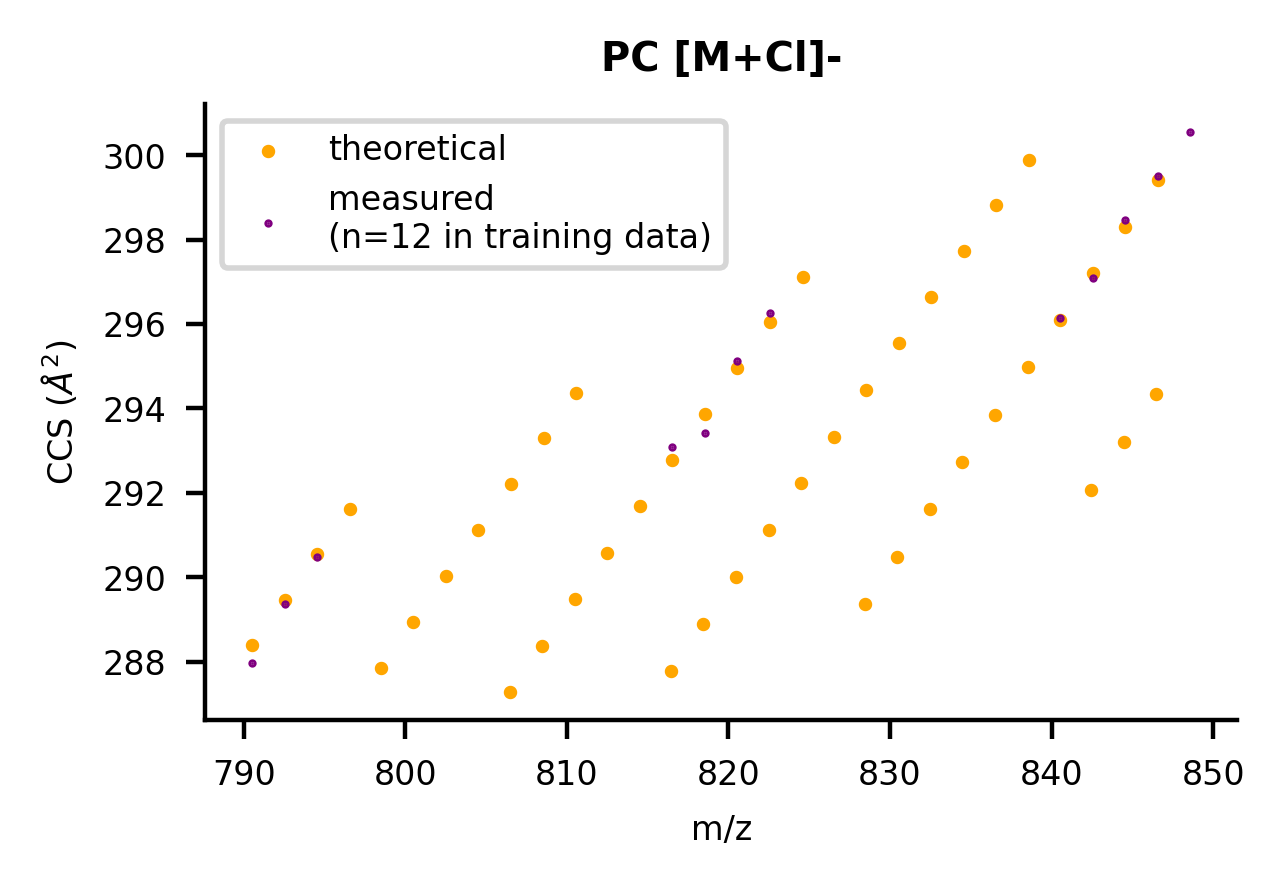 PC [M+Cl]-
theoretical
measured
(n=12 in training data)
CCS (Å²)
300
298
296
294
292
290
288
790 800 810 820 830 840 850
m/z